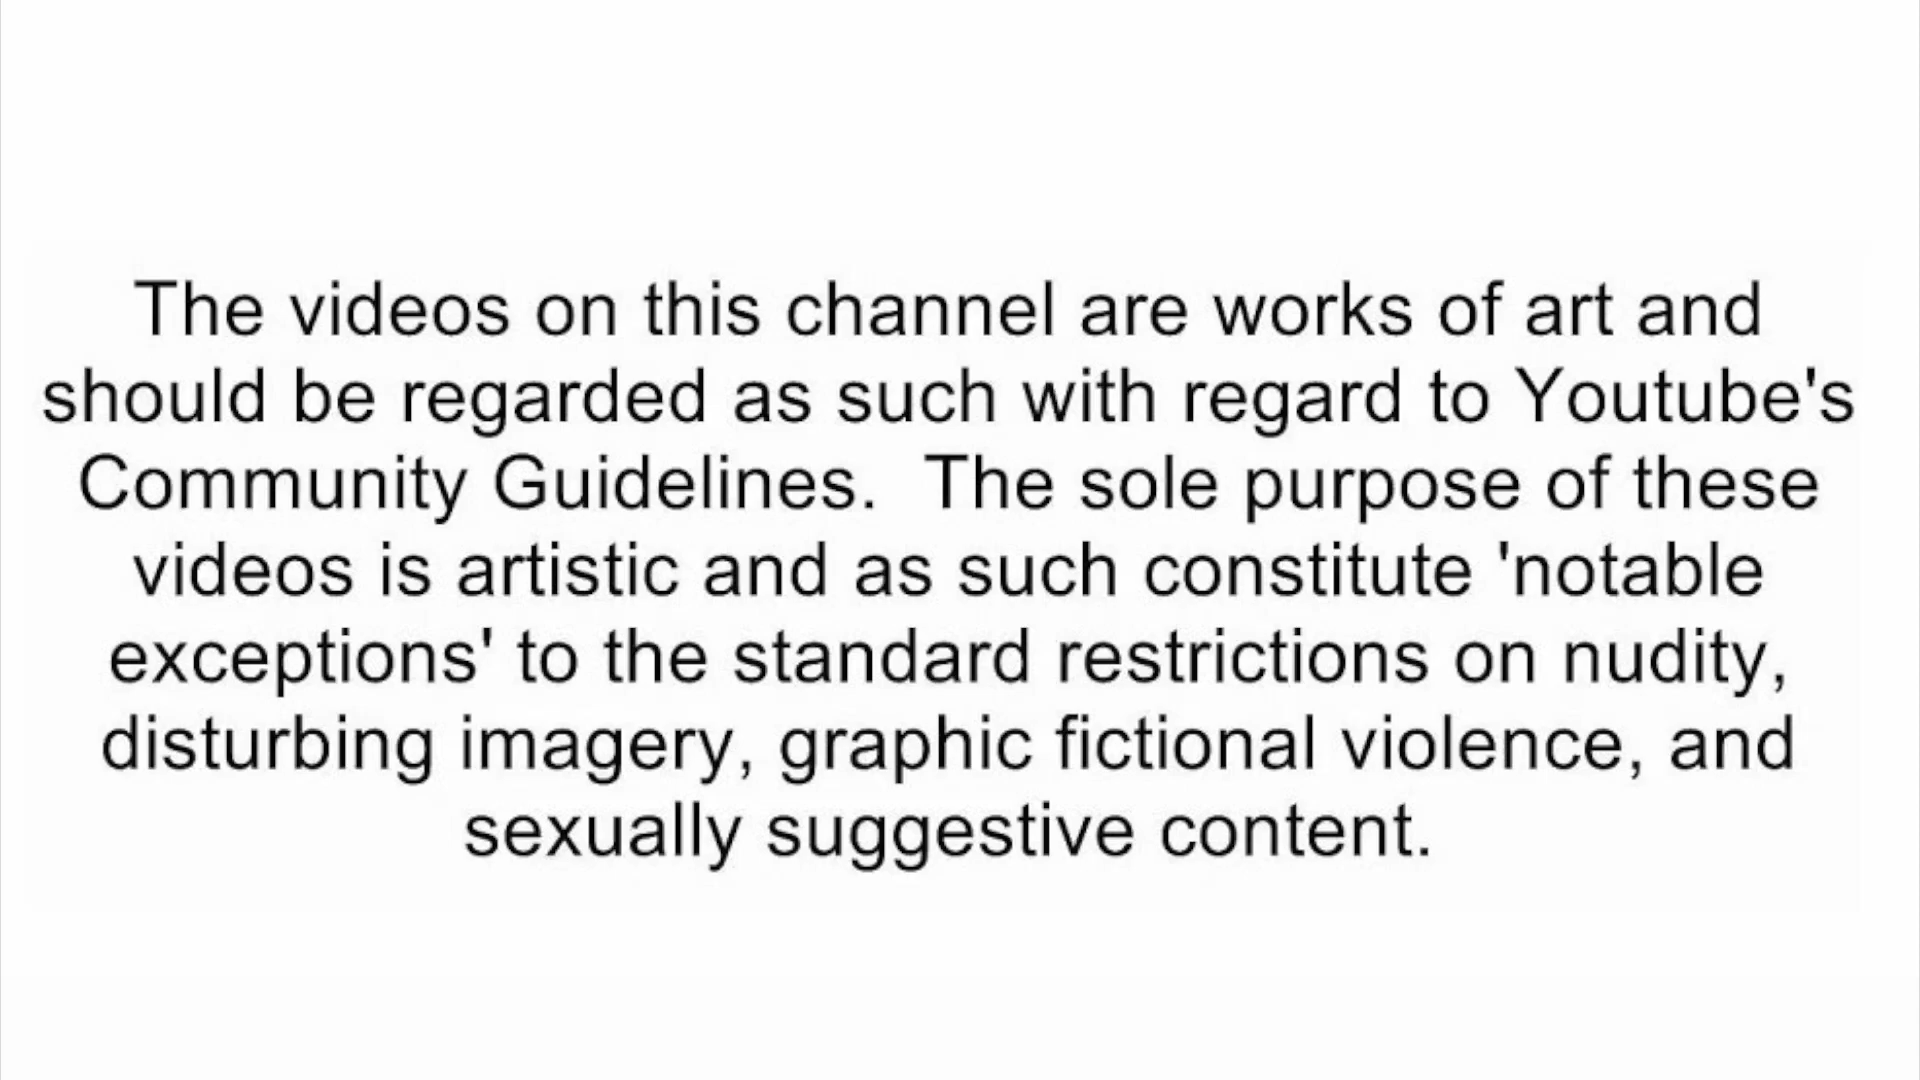 The videos on this channel are works of art and
should be regarded as such with regard to Youtube's
Community Guidelines.  The sole purpose of these
videos is artistic and as such constitute 'notable
exceptions' to the standard restrictions on nudity,
disturbing imagery, graphic fictional violence, and
sexually suggestive content.